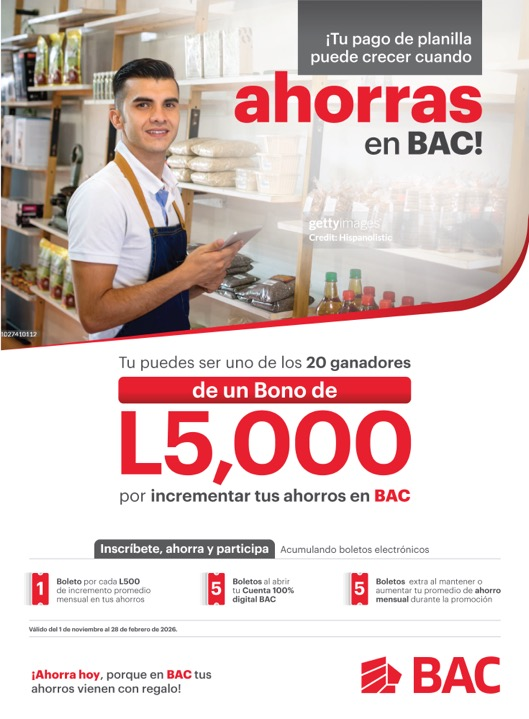 ¡Tu pago de planilla
puede crecer cuando
ahorras
en BAC!
gettyimages
Credit: Hispanolistic
1027410112
Tu puedes ser uno de los 20 ganadores
de un Bono de
L5,000
por incrementar tus ahorros en BAC
Inscríbete, ahorra y participa Acumulando boletos electrónicos
1
Boleto por cada L500
de incremento promedio
mensual en tus ahorros
5
Boletos al abrir
tu Cuenta 100%
digital BAC
5
Boletos extra al mantener o
aumentar tu promedio de ahorro
mensual durante la promoción
Válido del 1 de noviembre al 28 de febrero de 2026.
¡Ahorra hoy, porque en BAC tus
ahorros vienen con regalo!
BAC